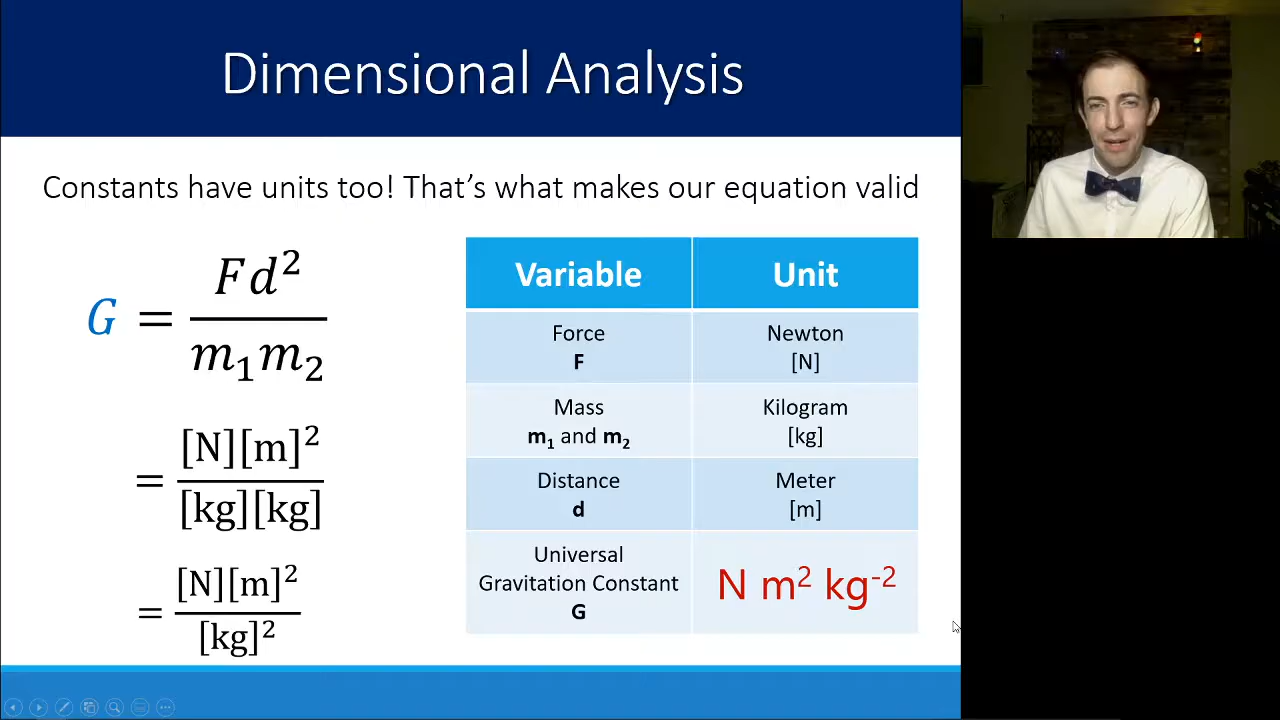 Dimensional Analysis
Constants have units too! That’s what makes our equation valid
G = Fd² / m₁m₂
= [N][m]² / [kg][kg]
= [N][m]² / [kg]²
Variable Unit
Force Newton
F [N]
Mass Kilogram
m₁ and m₂ [kg]
Distance Meter
d [m]
Universal
Gravitation Constant
G
N m² kg⁻²